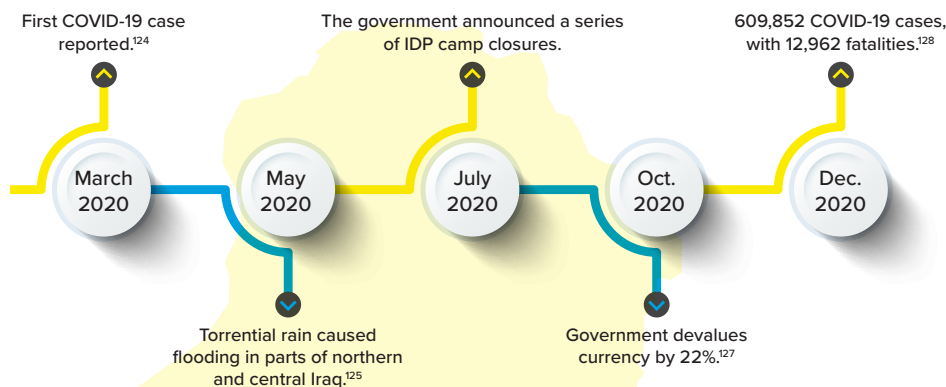 First COVID-19 case
reported.¹²⁴
The government announced a series
of IDP camp closures.
609,852 COVID-19 cases,
with 12,962 fatalities.¹²⁸
March
2020
May
2020
July
2020
Oct.
2020
Dec.
2020
Torrential rain caused
flooding in parts of northern
and central Iraq.¹²⁵
Government devalues
currency by 22%.¹²⁷